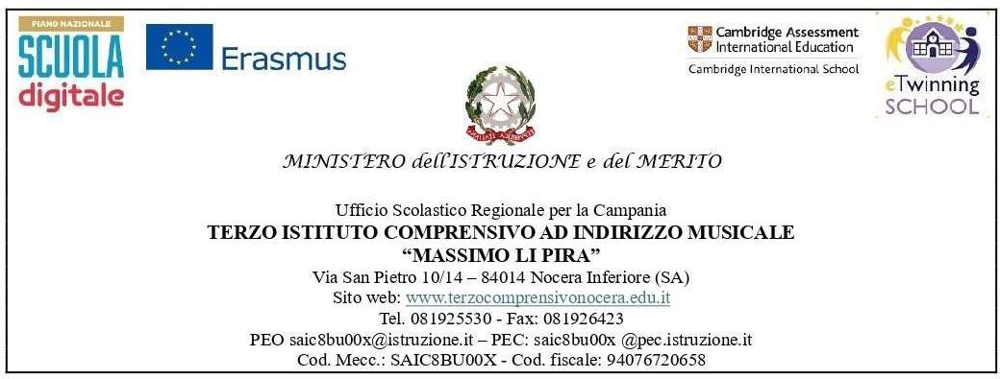 PIANO NAZIONALE
SCUOLA
digitale
Erasmus
Cambridge Assessment
International Education
Cambridge International School
eTwinning
SCHOOL
MINISTERO dell'ISTRUZIONE e del MERITO
Ufficio Scolastico Regionale per la Campania
TERZO ISTITUTO COMPRENSIVO AD INDIRIZZO MUSICALE
“MASSIMO LI PIRA”
Via San Pietro 10/14 – 84014 Nocera Inferiore (SA)
Sito web: www.terzocomprensivonocera.edu.it
Tel. 081925530 - Fax: 081926423
PEO saic8bu00x@istruzione.it – PEC: saic8bu00x @pec.istruzione.it
Cod. Mecc.: SAIC8BU00X - Cod. fiscale: 94076720658